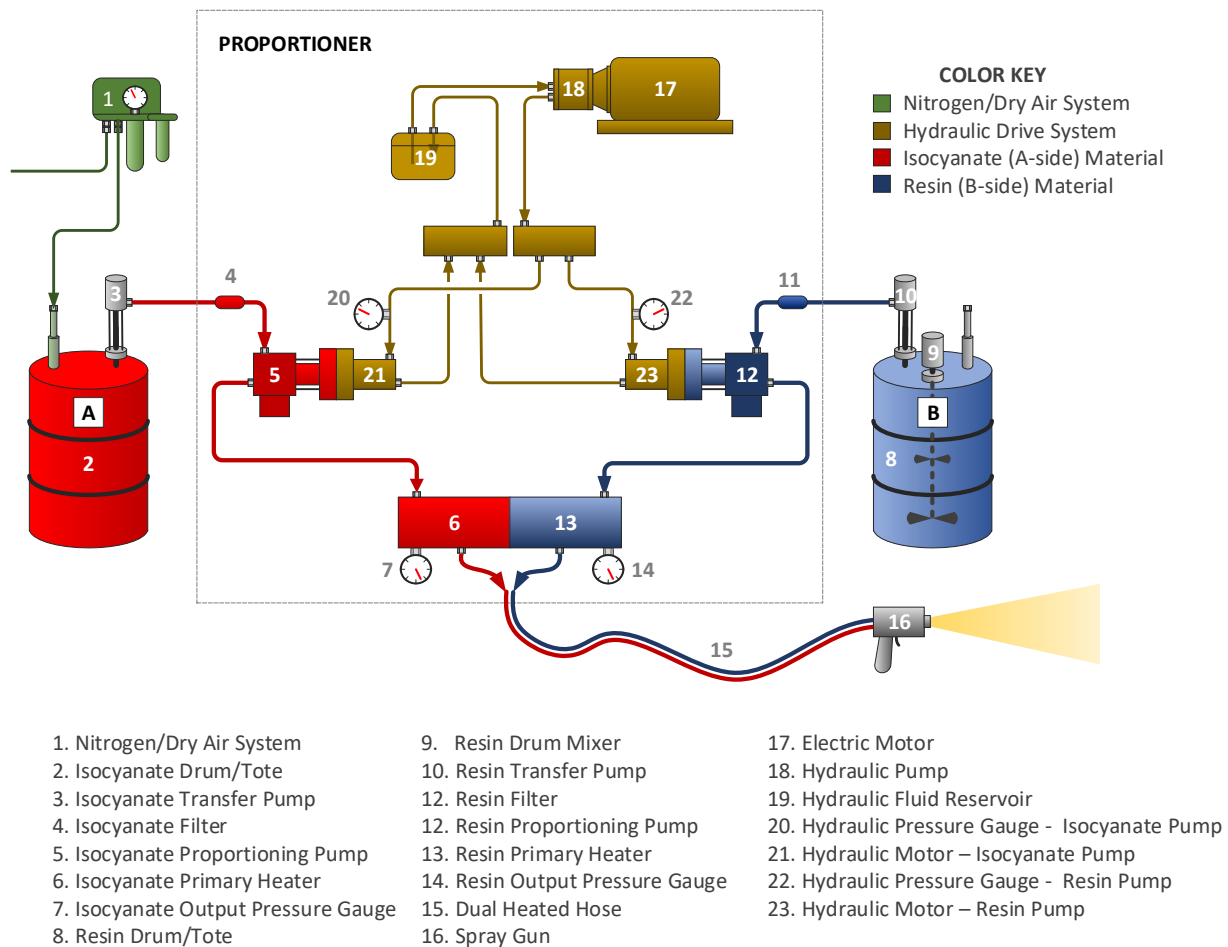 PROPORTIONER
COLOR KEY
Nitrogen/Dry Air System
Hydraulic Drive System
Isocyanate (A-side) Material
Resin (B-side) Material
1
18
17
19
4
11
3
20
22
10
9
5
21
23
12
A
B
2
8
6
13
7
14
16
15
1. Nitrogen/Dry Air System
2. Isocyanate Drum/Tote
3. Isocyanate Transfer Pump
4. Isocyanate Filter
5. Isocyanate Proportioning Pump
6. Isocyanate Primary Heater
7. Isocyanate Output Pressure Gauge
8. Resin Drum/Tote
9. Resin Drum Mixer
10. Resin Transfer Pump
12. Resin Filter
12. Resin Proportioning Pump
13. Resin Primary Heater
14. Resin Output Pressure Gauge
15. Dual Heated Hose
16. Spray Gun
17. Electric Motor
18. Hydraulic Pump
19. Hydraulic Fluid Reservoir
20. Hydraulic Pressure Gauge - Isocyanate Pump
21. Hydraulic Motor – Isocyanate Pump
22. Hydraulic Pressure Gauge - Resin Pump
23. Hydraulic Motor – Resin Pump